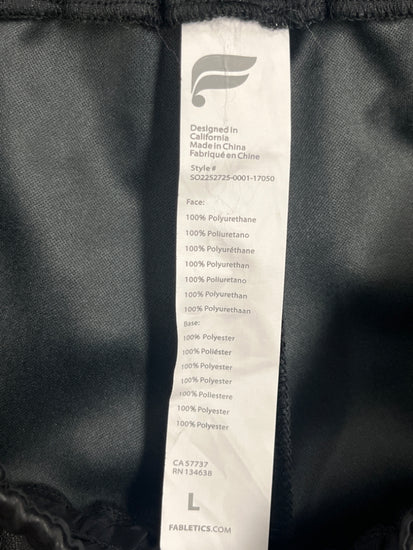 Designed in
California
Made in China
Fabriqué en Chine
Style #
SO2252725-0001-17050
Face:
100% Polyurethane
100% Poliuretano
100% Polyuréthane
100% Polyurethan
100% Poliuretano
100% Polyurethan
100% Polyurethaan
Base:
100% Polyester
100% Poliéster
100% Polyester
100% Polyester
100% Poliestere
100% Polyester
100% Polyester
CA 57737
RN 134638
L
FABLETICS.COM